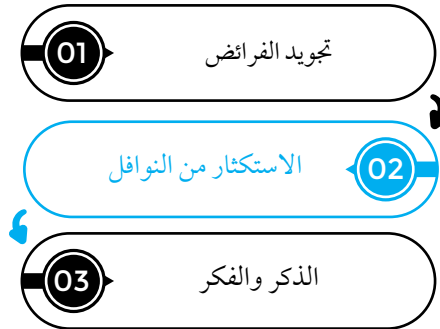 01
تجويد الفرائض
02
الاستكثار من النوافل
03
الذكر والفكر